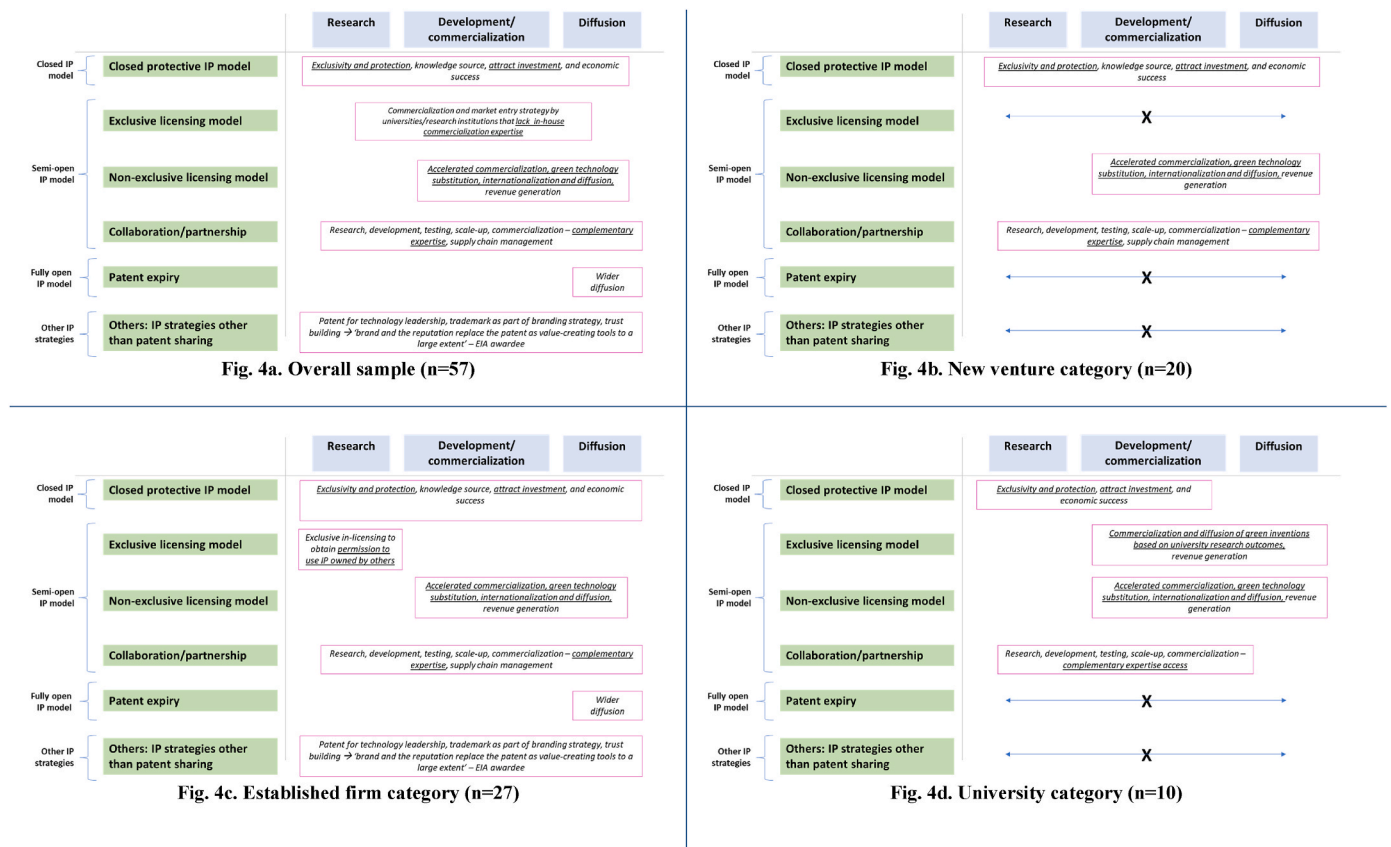 Research
Development/
commercialization
Diffusion
Closed IP
model
Closed protective IP model
Exclusivity and protection, knowledge source, attract investment, and economic
success
Exclusive licensing model
Commercialization and market entry strategy by
universities/research institutions that lack in-house
commercialization expertise
Semi-open
IP model
Non-exclusive licensing model
Accelerated commercialization, green technology
substitution, internationalization and diffusion,
revenue generation
Collaboration/partnership
Research, development, testing, scale-up, commercialization – complementary
expertise, supply chain management
Fully open
IP model
Patent expiry
Wider
diffusion
Other IP
strategies
Others: IP strategies other
than patent sharing
Patent for technology leadership, trademark as part of branding strategy, trust
building → 'brand and the reputation replace the patent as value-creating tools to a
large extent' – EIA awardee
Fig. 4a. Overall sample (n=57)
Research
Development/
commercialization
Diffusion
Closed IP
model
Closed protective IP model
Exclusivity and protection, knowledge source, attract investment, and economic
success
Exclusive licensing model
X
Semi-open
IP model
Non-exclusive licensing model
Accelerated commercialization, green technology
substitution, internationalization and diffusion, revenue
generation
Collaboration/partnership
Research, development, testing, scale-up, commercialization – complementary
expertise, supply chain management
Fully open
IP model
Patent expiry
X
Other IP
strategies
Others: IP strategies other
than patent sharing
X
Fig. 4b. New venture category (n=20)
Research
Development/
commercialization
Diffusion
Closed IP
model
Closed protective IP model
Exclusivity and protection, knowledge source, attract investment, and economic
success
Exclusive licensing model
Exclusive in-licensing to
obtain permission to
use IP owned by others
Semi-open
IP model
Non-exclusive licensing model
Accelerated commercialization, green technology
substitution, internationalization and diffusion,
revenue generation
Collaboration/partnership
Research, development, testing, scale-up, commercialization – complementary
expertise, supply chain management
Fully open
IP model
Patent expiry
Wider
diffusion
Other IP
strategies
Others: IP strategies other
than patent sharing
Patent for technology leadership, trademark as part of branding strategy, trust
building → 'brand and the reputation replace the patent as value-creating tools to a
large extent' – EIA awardee
Fig. 4c. Established firm category (n=27)
Research
Development/
commercialization
Diffusion
Closed IP
model
Closed protective IP model
Exclusivity and protection, attract investment, and
economic success
Exclusive licensing model
Commercialization and diffusion of green inventions
based on university research outcomes,
revenue generation
Semi-open
IP model
Non-exclusive licensing model
Accelerated commercialization, green technology
substitution, internationalization and diffusion, revenue
generation
Collaboration/partnership
Research, development, testing, scale-up, commercialization –
complementary expertise access
Fully open
IP model
Patent expiry
X
Other IP
strategies
Others: IP strategies other
than patent sharing
X
Fig. 4d. University category (n=10)